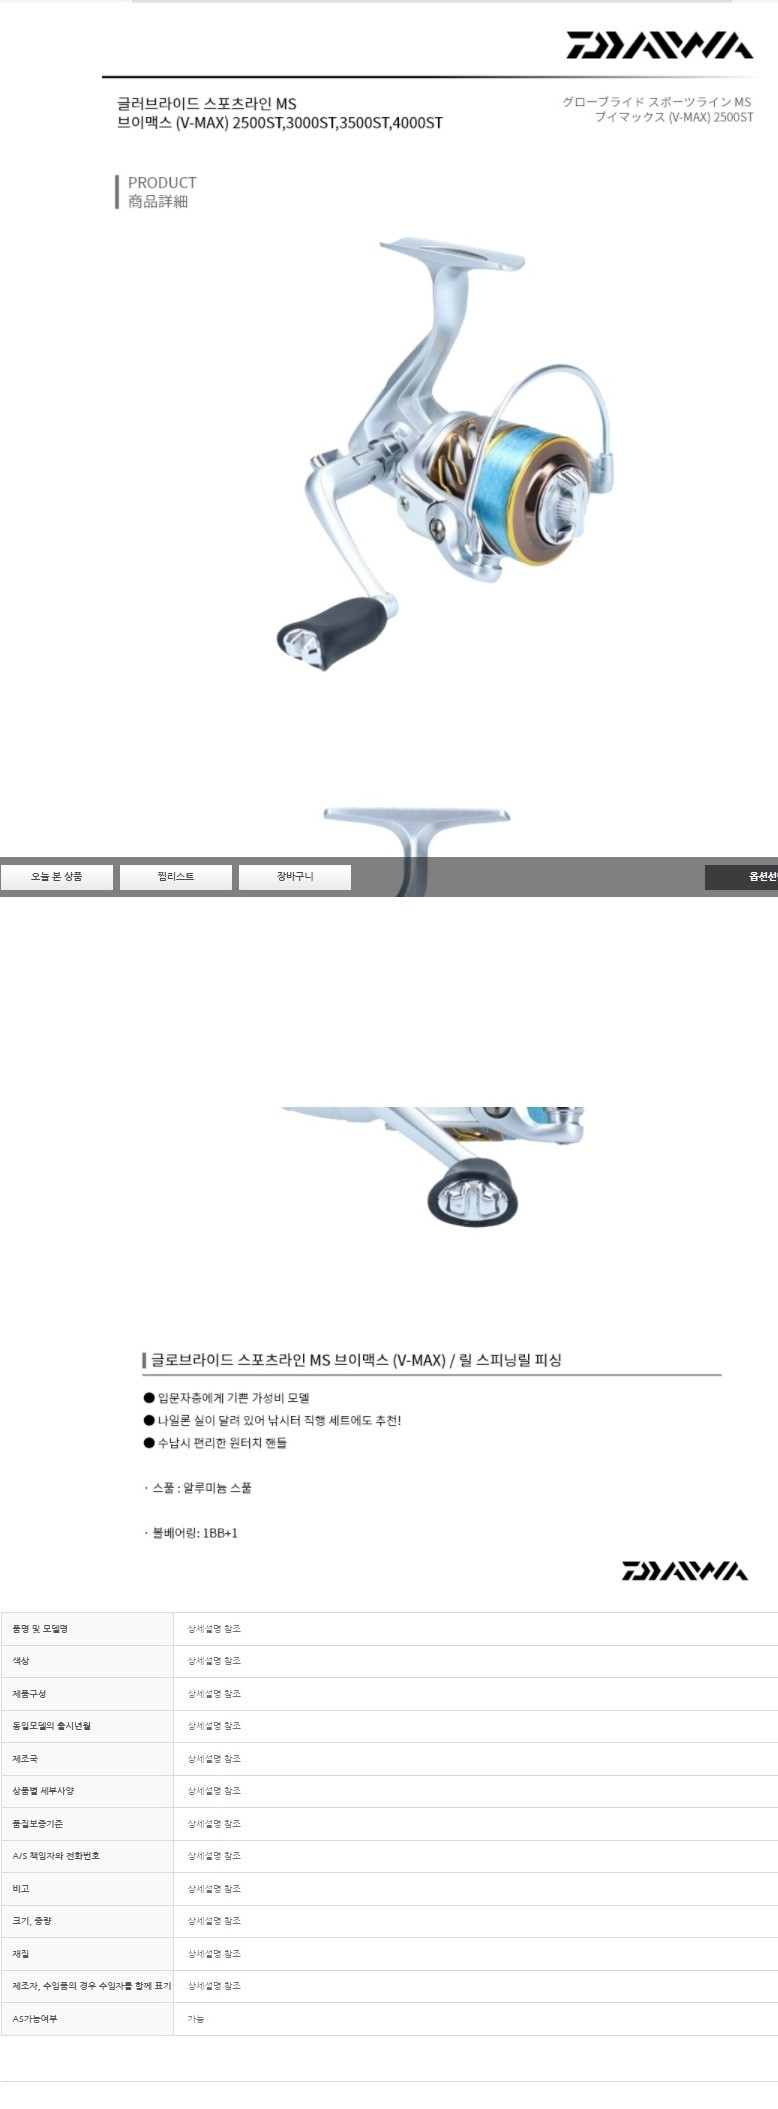 DAIWA
글러브라이드 스포츠라인 MS
브이맥스 (V-MAX) 2500ST,3000ST,3500ST,4000ST
グローブライド スポーツライン MS
ブイマックス (V-MAX) 2500ST
PRODUCT
商品詳細
오늘 본 상품
찜리스트
장바구니
옵션선
글로브라이드 스포츠라인 MS 브이맥스 (V-MAX) / 릴 스피닝릴 피싱
● 입문자층에게 기쁜 가성비 모델
● 나일론 실이 달려 있어 낚시터 직행 세트에도 추천!
● 수납시 편리한 원터치 핸들
· 스풀 : 알루미늄 스풀
· 볼베어링: 1BB+1
DAIWA
품명 및 모델명 상세설명 참조
색상 상세설명 참조
제품구성 상세설명 참조
동일모델의 출시년월 상세설명 참조
제조국 상세설명 참조
상품별 세부사양 상세설명 참조
품질보증기준 상세설명 참조
A/S 책임자와 전화번호 상세설명 참조
비고 상세설명 참조
크기, 중량 상세설명 참조
재질 상세설명 참조
제조자, 수입품의 경우 수입자를 함께 표기 상세설명 참조
AS가능여부 가능